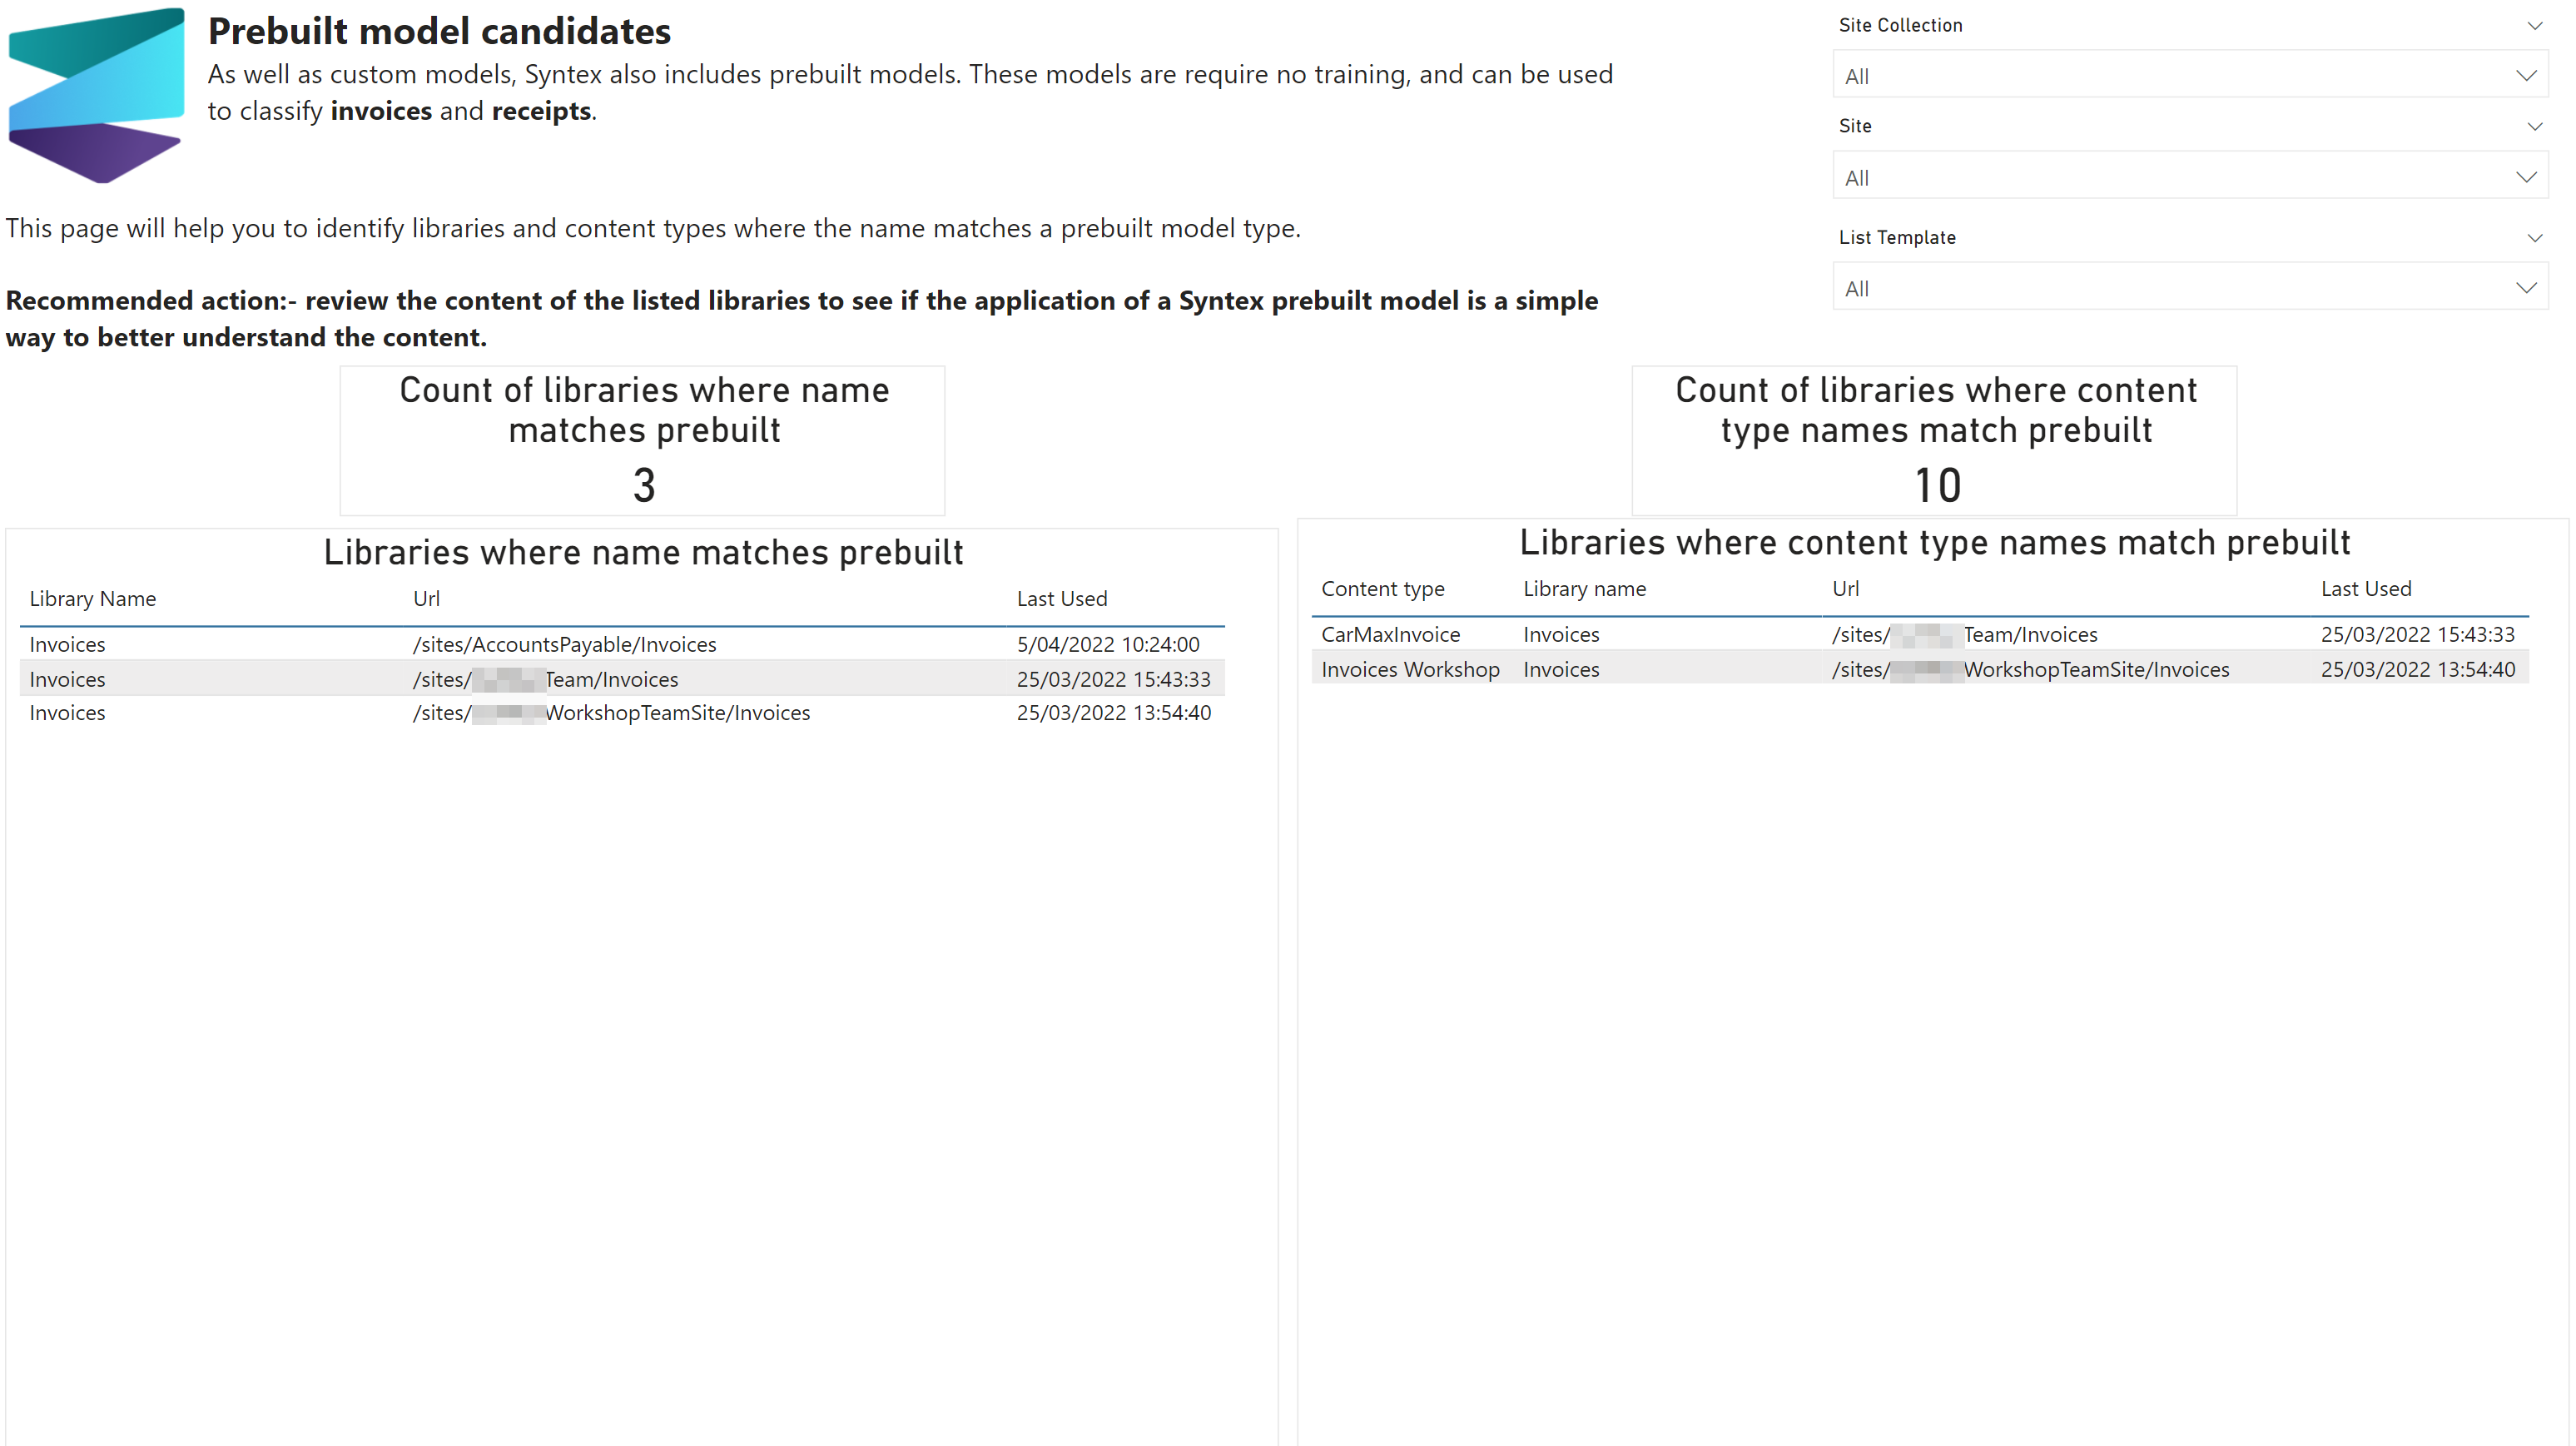 Prebuilt model candidates
As well as custom models, Syntex also includes prebuilt models. These models are require no training, and can be used
to classify invoices and receipts.
This page will help you to identify libraries and content types where the name matches a prebuilt model type.
Recommended action:- review the content of the listed libraries to see if the application of a Syntex prebuilt model is a simple
way to better understand the content.
Site Collection
All
Site
All
List Template
All
Count of libraries where name
matches prebuilt
3
Count of libraries where content
type names match prebuilt
10
Libraries where name matches prebuilt
Library Name Url Last Used
Invoices /sites/AccountsPayable/Invoices 5/04/2022 10:24:00
Invoices /sites/ Team/Invoices 25/03/2022 15:43:33
Invoices /sites/ WorkshopTeamSite/Invoices 25/03/2022 13:54:40
Libraries where content type names match prebuilt
Content type Library name Url Last Used
CarMaxInvoice Invoices /sites/ Team/Invoices 25/03/2022 15:43:33
Invoices Workshop Invoices /sites/ WorkshopTeamSite/Invoices 25/03/2022 13:54:40